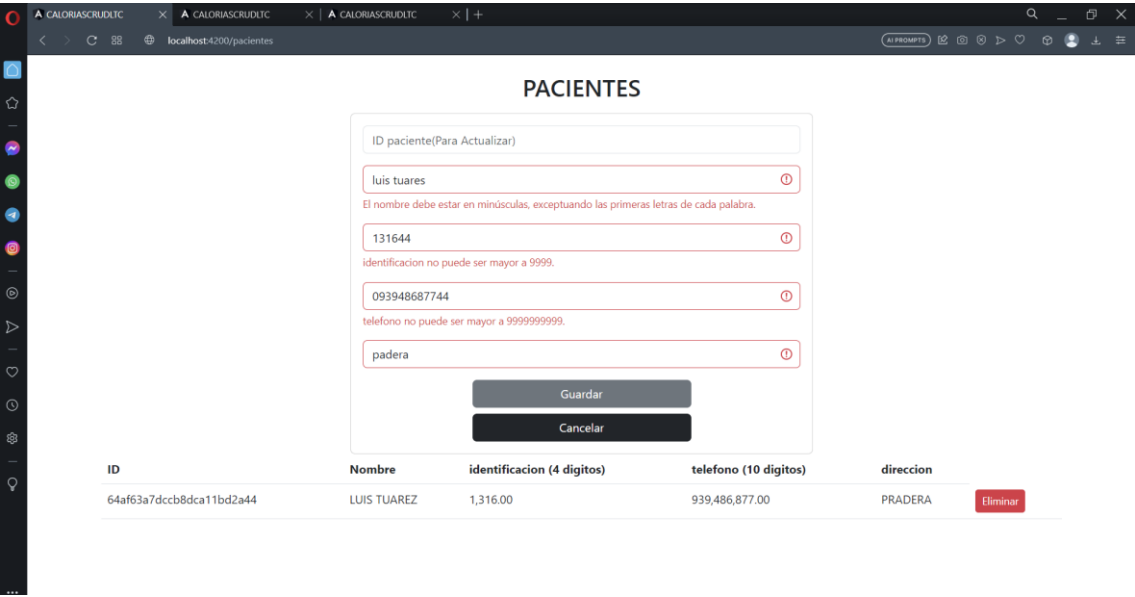 A CALORIASCRUDLTC A CALORIASCRUDLTC A CALORIASCRUDLTC
localhost:4200/pacientes AI PROMPTS
PACIENTES
ID paciente(Para Actualizar)
luis tuares
El nombre debe estar en minúsculas, exceptuando las primeras letras de cada palabra.
131644
identificacion no puede ser mayor a 9999.
093948687744
telefono no puede ser mayor a 9999999999.
padera
Guardar
Cancelar
ID Nombre identificacion (4 digitos) telefono (10 digitos) direccion
64af63a7dccb8dca11bd2a44 LUIS TUAREZ 1,316.00 939,486,877.00 PRADERA Eliminar